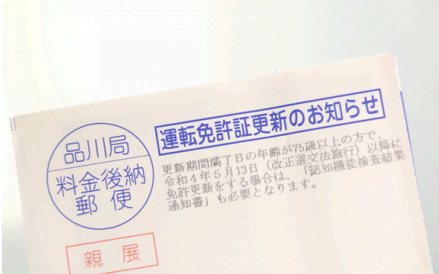 運転免許証更新のお知らせ
品川局
料金後納
郵便
更新期間満了日の年齢が75歳以上の方で、
令和4年5月13日（改正道交法施行）以降に
免許更新をする場合は、「認知機能検査結果
通知書」も必要となります。
親展